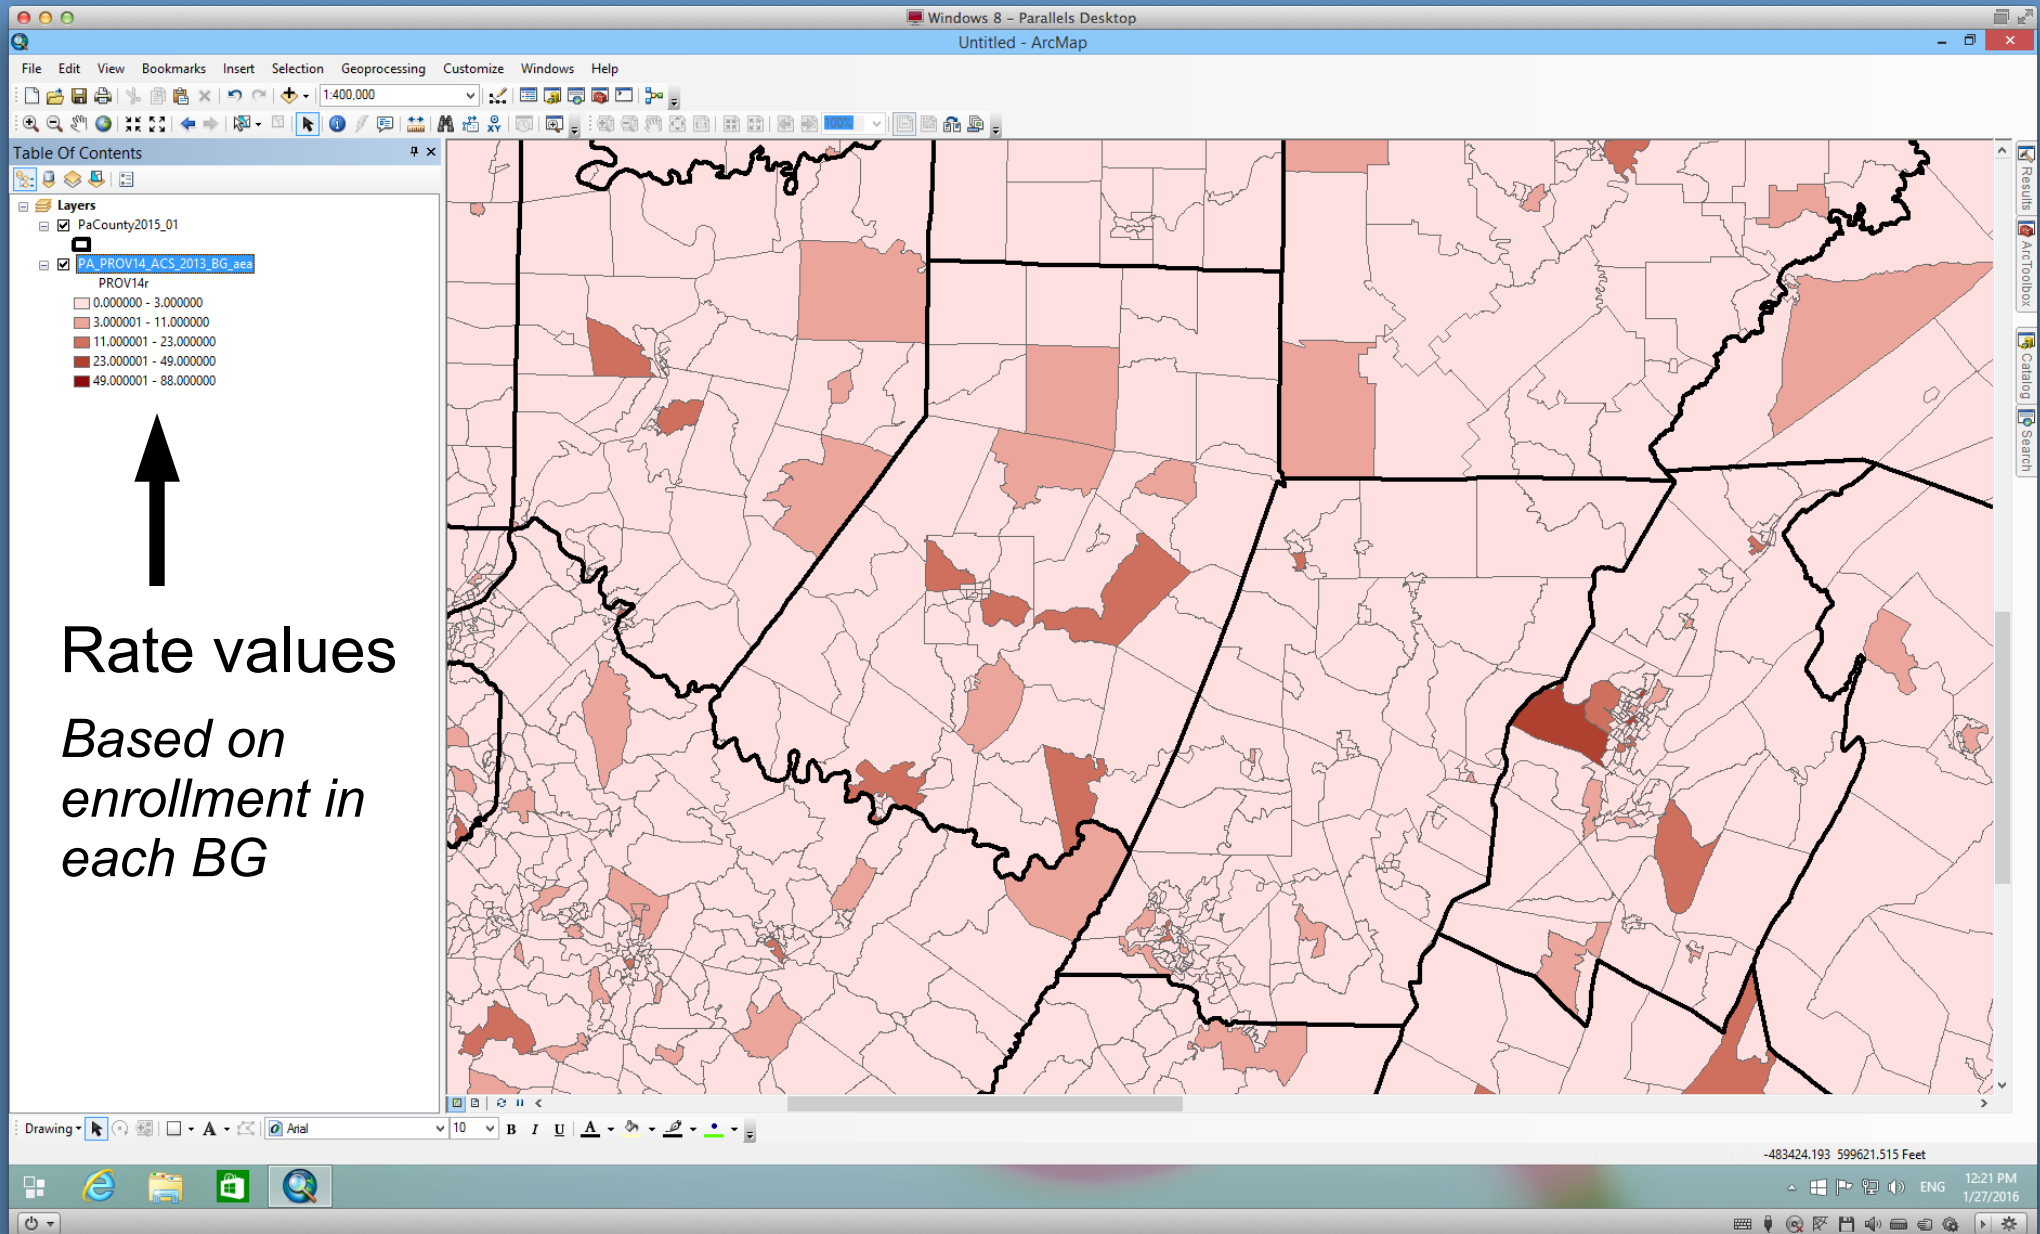 Windows 8 - Parallels Desktop
Untitled - ArcMap
File Edit View Bookmarks Insert Selection Geoprocessing Customize Windows Help
1:400,000
100%
Table Of Contents
Layers
PaCounty2015_01
PA_PROV14_ACS_2013_BG_aea
PROV14r
0.000000 - 3.000000
3.000001 - 11.000000
11.000001 - 23.000000
23.000001 - 49.000000
49.000001 - 88.000000
Rate values
Based on
enrollment in
each BG
Results
ArcToolbox
Catalog
Search
Drawing
A
Arial
10
B I U A
-483424.193 599621.515 Feet
ENG
12:21 PM
1/27/2016